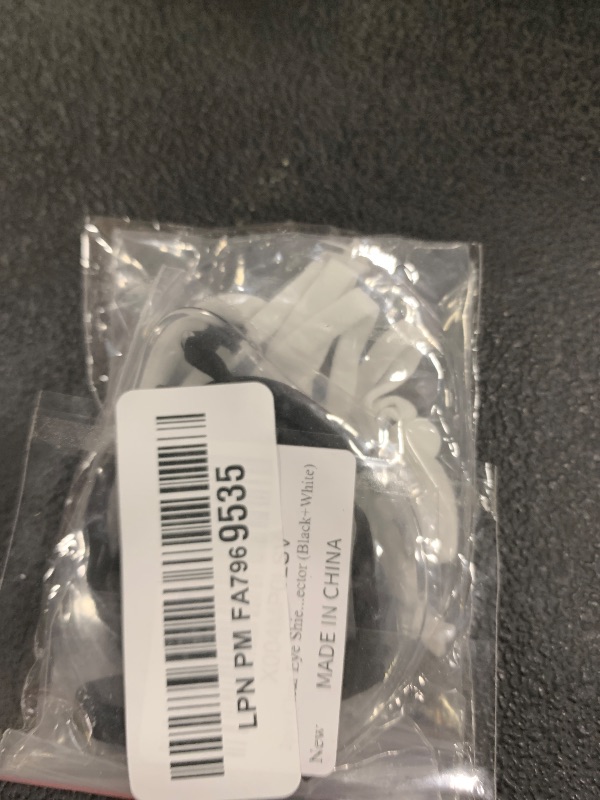 LPN PM FA7969535
Eye Shie...ector (Black+White)
New
MADE IN CHINA